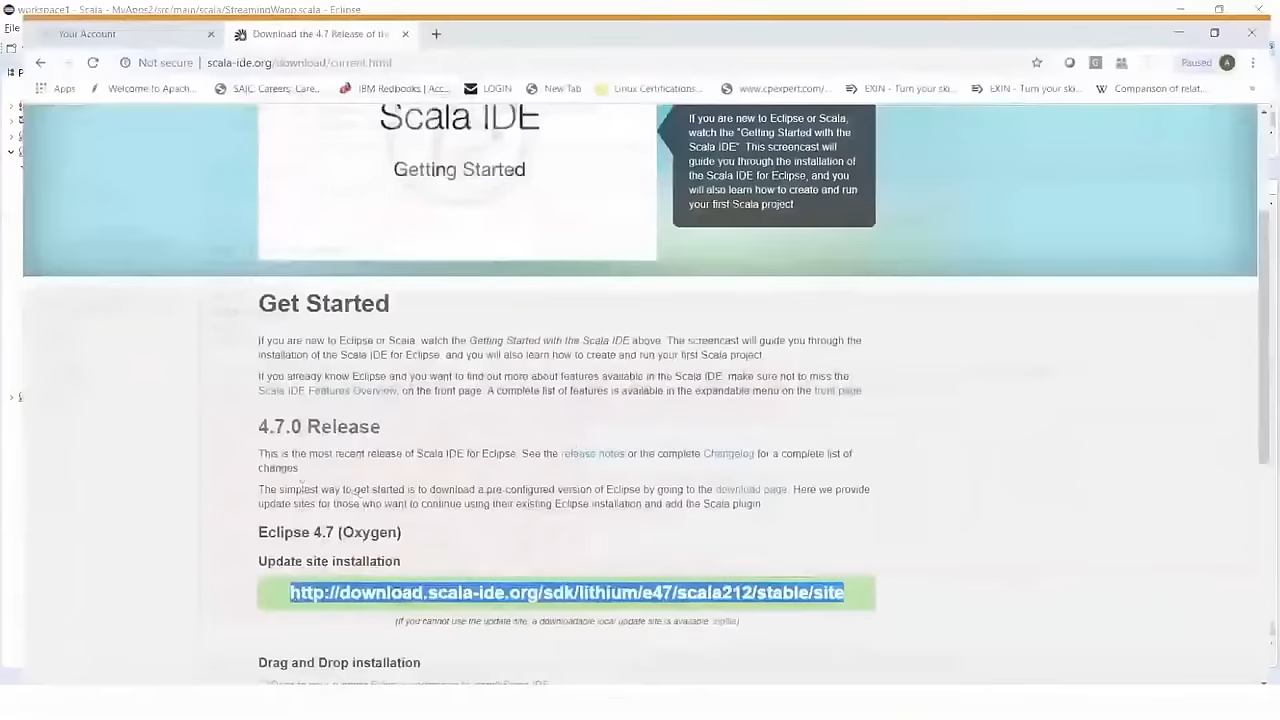 workspace1 - Scala - MyApps2/src/main/scala/StreamingWapp.scala - Eclipse
File
Your Account
Download the 4.7 Release of th
Not secure
scala-ide.org/download/current.html
Paused
A
Apps
Welcome to Apach...
SAIC: Careers: Care...
IBM Redbooks | Acc...
LOGIN
New Tab
Linux Certifications...
www.cpexpert.com/...
EXIN - Turn your ski...
EXIN - Turn your ski...
Comparison of relat...
Scala IDE
Getting Started
If you are new to Eclipse or Scala,
watch the "Getting Started with the
Scala IDE". This screencast will
guide you through the installation of
the Scala IDE for Eclipse, and you
will also learn how to create and run
your first Scala project
Get Started
If you are new to Eclipse or Scala, watch the Getting Started with the Scala IDE above. The screencast will guide you through the
installation of the Scala IDE for Eclipse, and you will also learn how to create and run your first Scala project
If you already know Eclipse and you want to find out more about features available in the Scala IDE, make sure not to miss the
Scala IDE Features Overview, on the front page. A complete list of features is available in the expandable menu on the front page
4.7.0 Release
This is the most recent release of Scala IDE for Eclipse. See the release notes or the complete Changelog for a complete list of
changes
The simplest way to get started is to download a pre-configured version of Eclipse by going to the download page. Here we provide
update sites for those who want to continue using their existing Eclipse installation and add the Scala plugin
Eclipse 4.7 (Oxygen)
Update site installation
http://download.scala-ide.org/sdk/lithium/e47/scala212/stable/site
(if you cannot use the update site, a downloadable local update site is available zipfile)
Drag and Drop installation